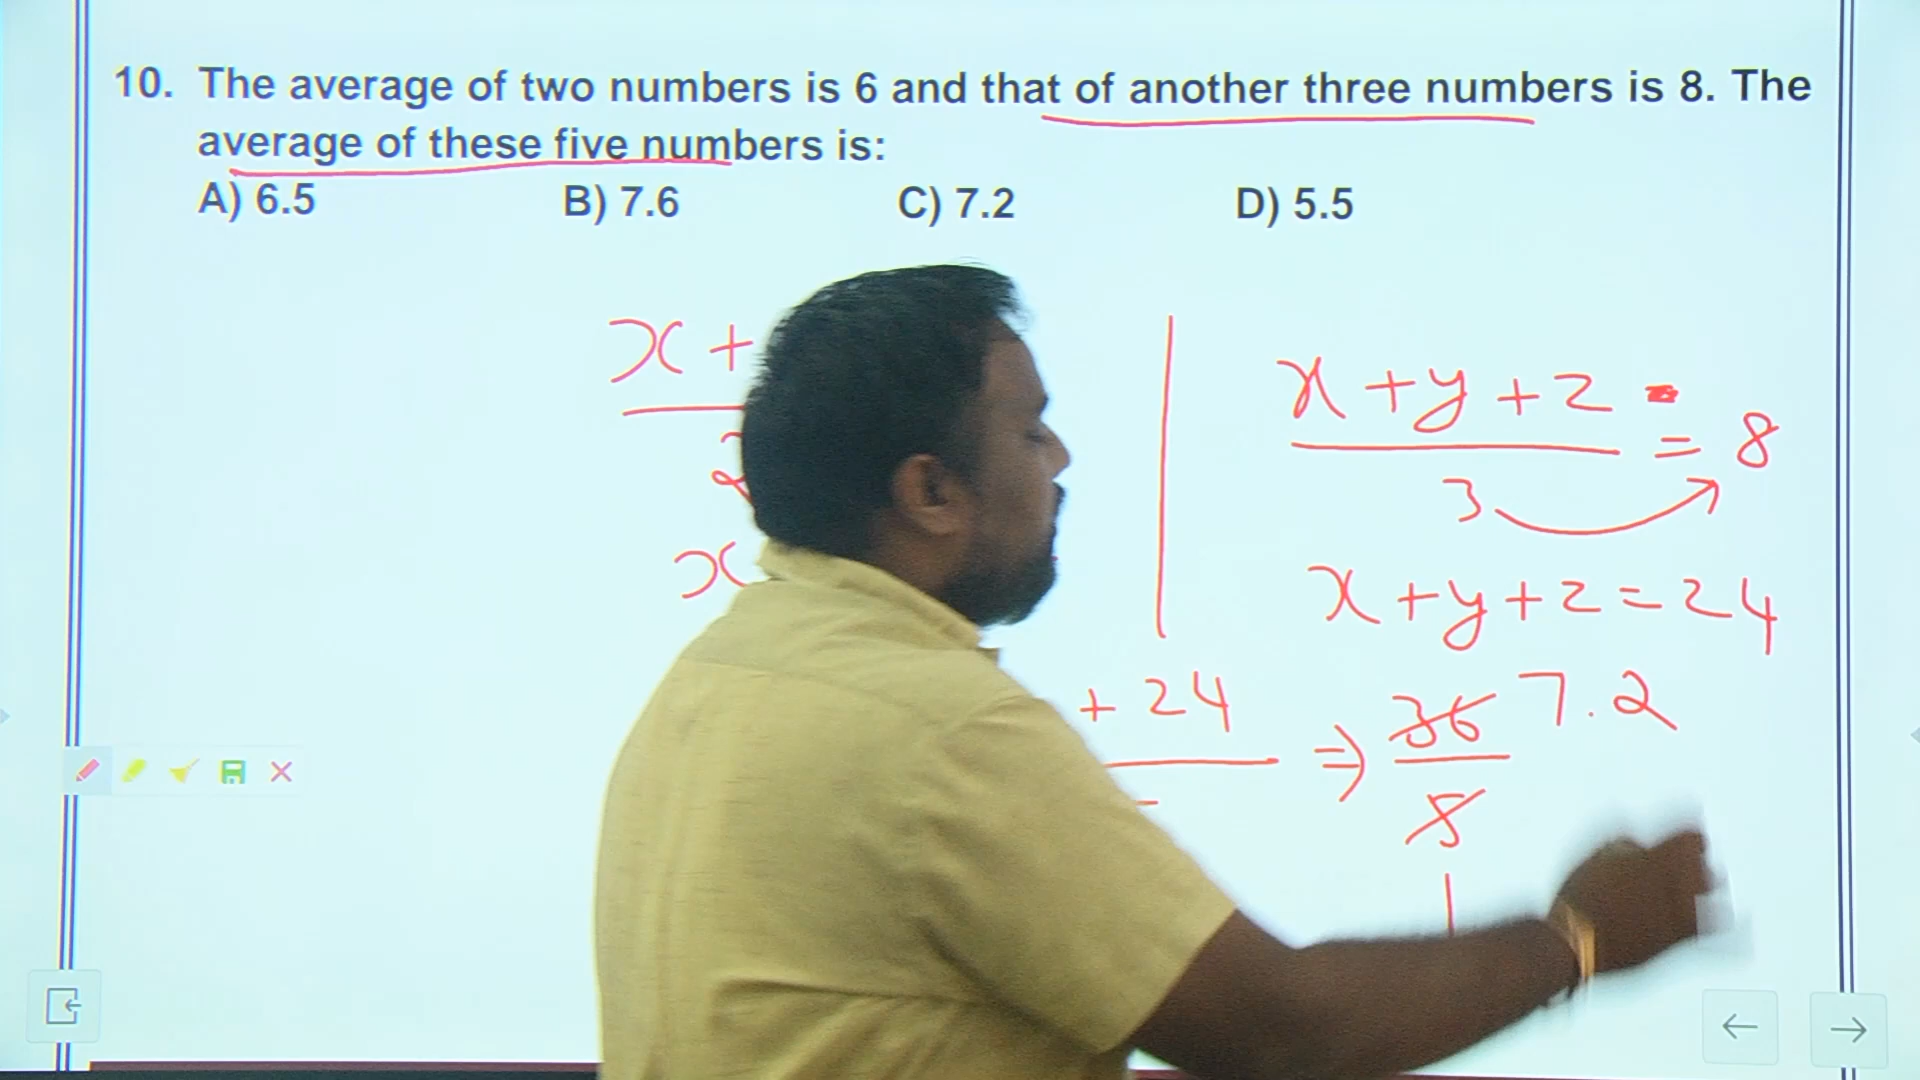 10. The average of two numbers is 6 and that of another three numbers is 8. The
average of these five numbers is:
A) 6.5 B) 7.6 C) 7.2 D) 5.5
x +
2
x
x + y + z
= 8
3
x + y + z = 24
+ 24 ⇒ 36 7.2
5